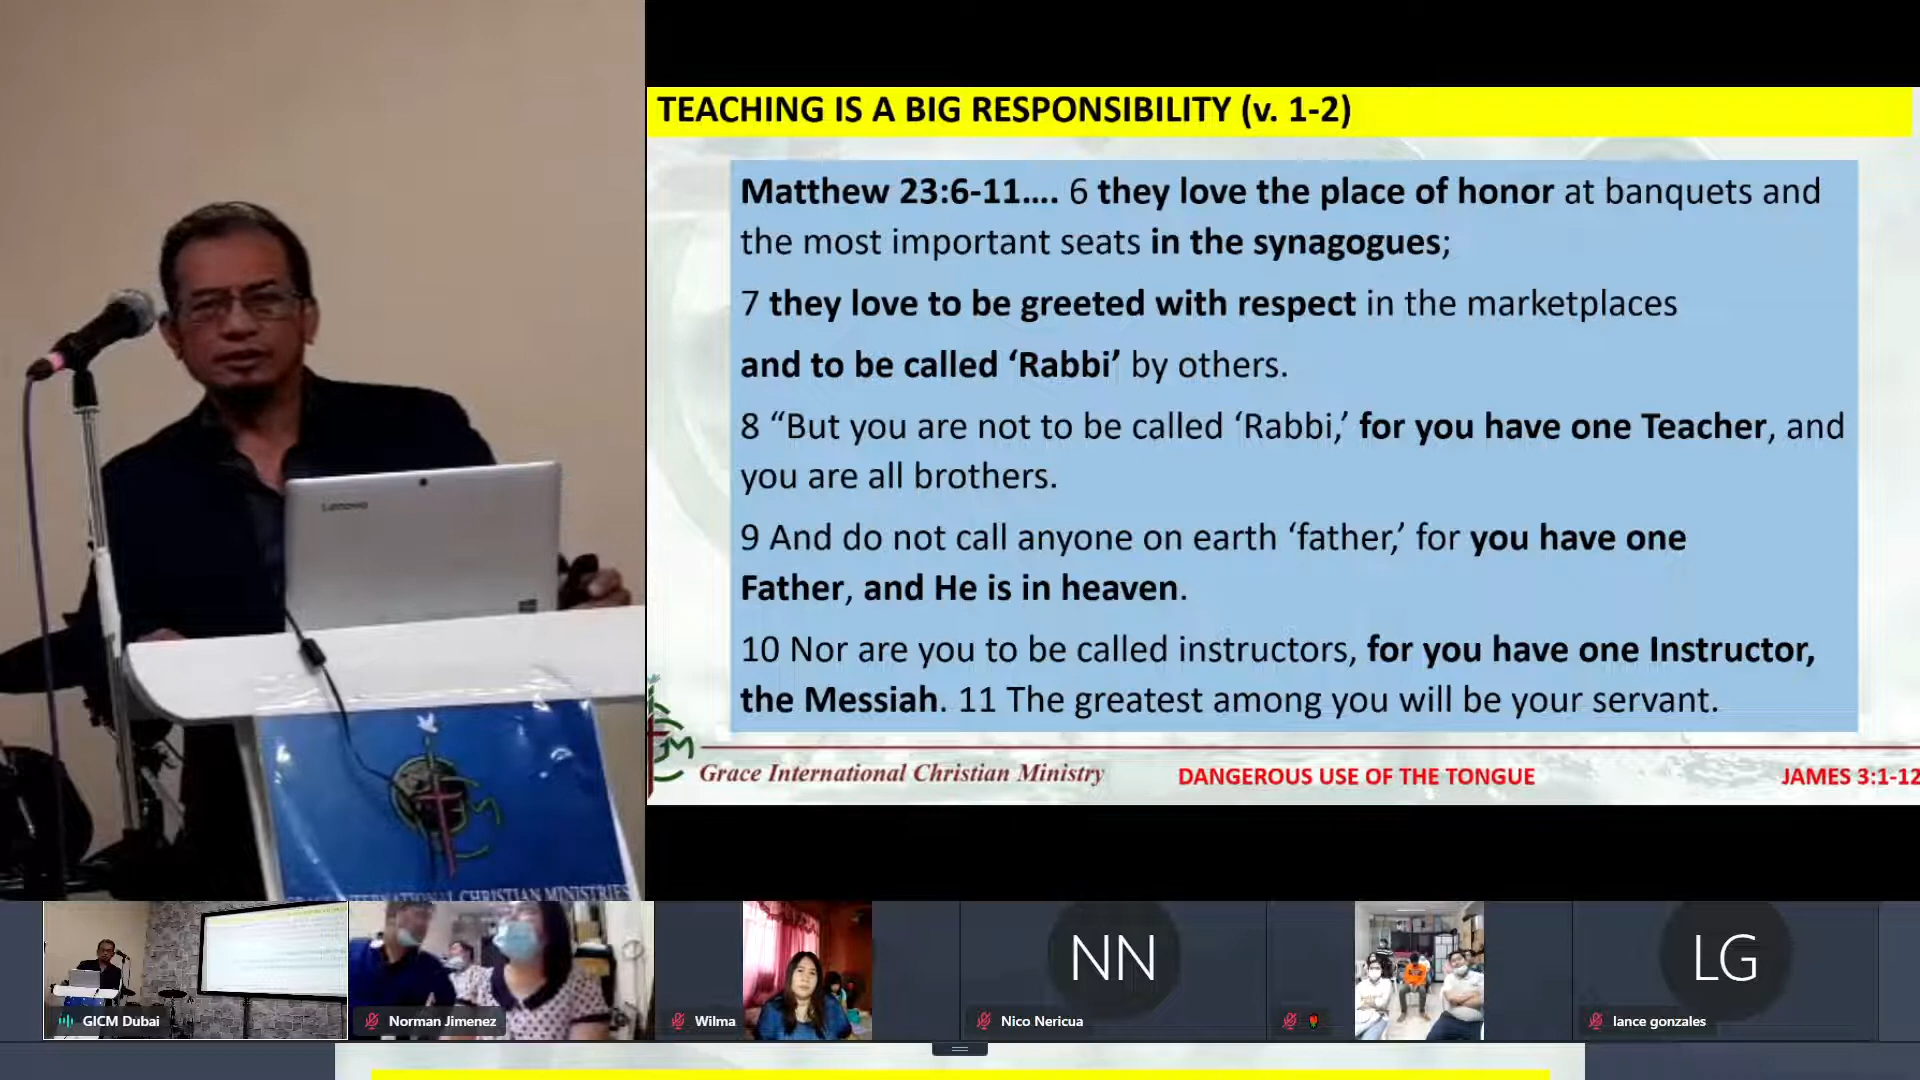 TEACHING IS A BIG RESPONSIBILITY (v. 1-2)
Matthew 23:6-11.... 6 they love the place of honor at banquets and
the most important seats in the synagogues;
7 they love to be greeted with respect in the marketplaces
and to be called ‘Rabbi’ by others.
8 “But you are not to be called ‘Rabbi,’ for you have one Teacher, and
you are all brothers.
9 And do not call anyone on earth ‘father,’ for you have one
Father, and He is in heaven.
10 Nor are you to be called instructors, for you have one Instructor,
the Messiah. 11 The greatest among you will be your servant.
Grace International Christian Ministry
DANGEROUS USE OF THE TONGUE
JAMES 3:1-12
Lenovo
INTERNATIONAL CHRISTIAN MINISTRIES
GICM Dubai
Norman Jimenez
Wilma
NN
Nico Nericua
LG
lance gonzales